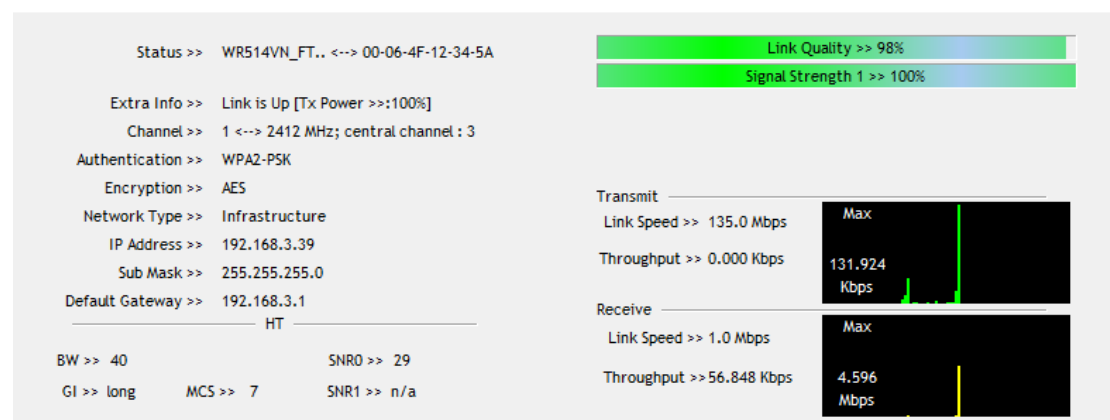 Status >> WR514VN_FT.. <--> 00-06-4F-12-34-5A
Extra Info >> Link is Up [Tx Power >>:100%]
Channel >> 1 <--> 2412 MHz; central channel : 3
Authentication >> WPA2-PSK
Encryption >> AES
Network Type >> Infrastructure
IP Address >> 192.168.3.39
Sub Mask >> 255.255.255.0
Default Gateway >> 192.168.3.1
HT
BW >> 40 SNR0 >> 29
GI >> long MCS >> 7 SNR1 >> n/a
Link Quality >> 98%
Signal Strength 1 >> 100%
Transmit
Link Speed >> 135.0 Mbps
Throughput >> 0.000 Kbps
Max
131.924
Kbps
Receive
Link Speed >> 1.0 Mbps
Throughput >> 56.848 Kbps
Max
4.596
Mbps